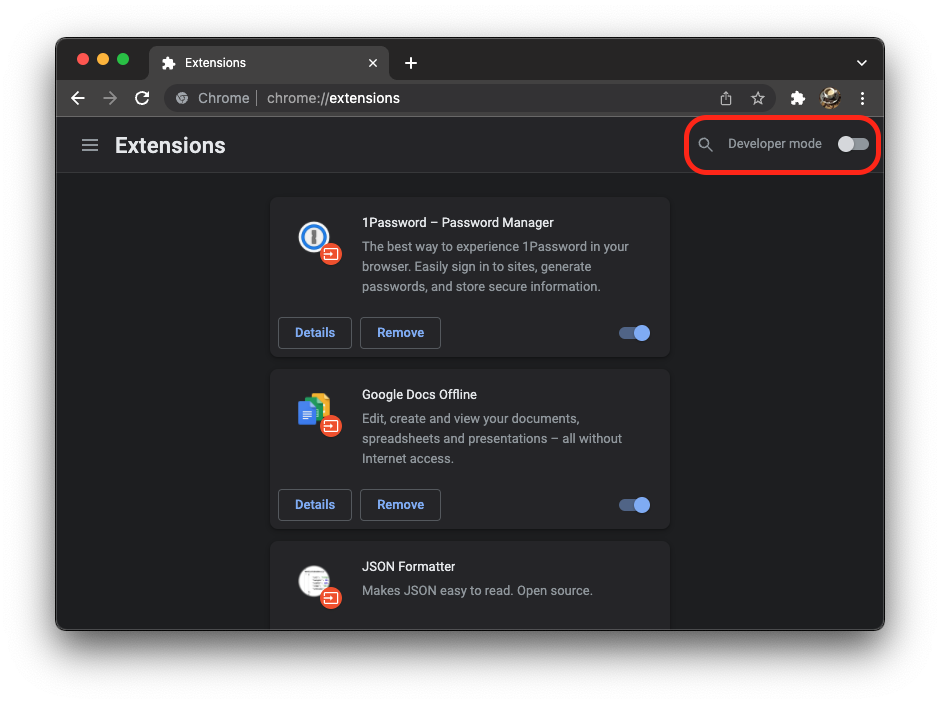 Extensions
Chrome
chrome://extensions
Extensions
Developer mode
1Password – Password Manager
The best way to experience 1Password in your
browser. Easily sign in to sites, generate
passwords, and store secure information.
Details
Remove
Google Docs Offline
Edit, create and view your documents,
spreadsheets and presentations – all without
Internet access.
Details
Remove
JSON Formatter
Makes JSON easy to read. Open source.